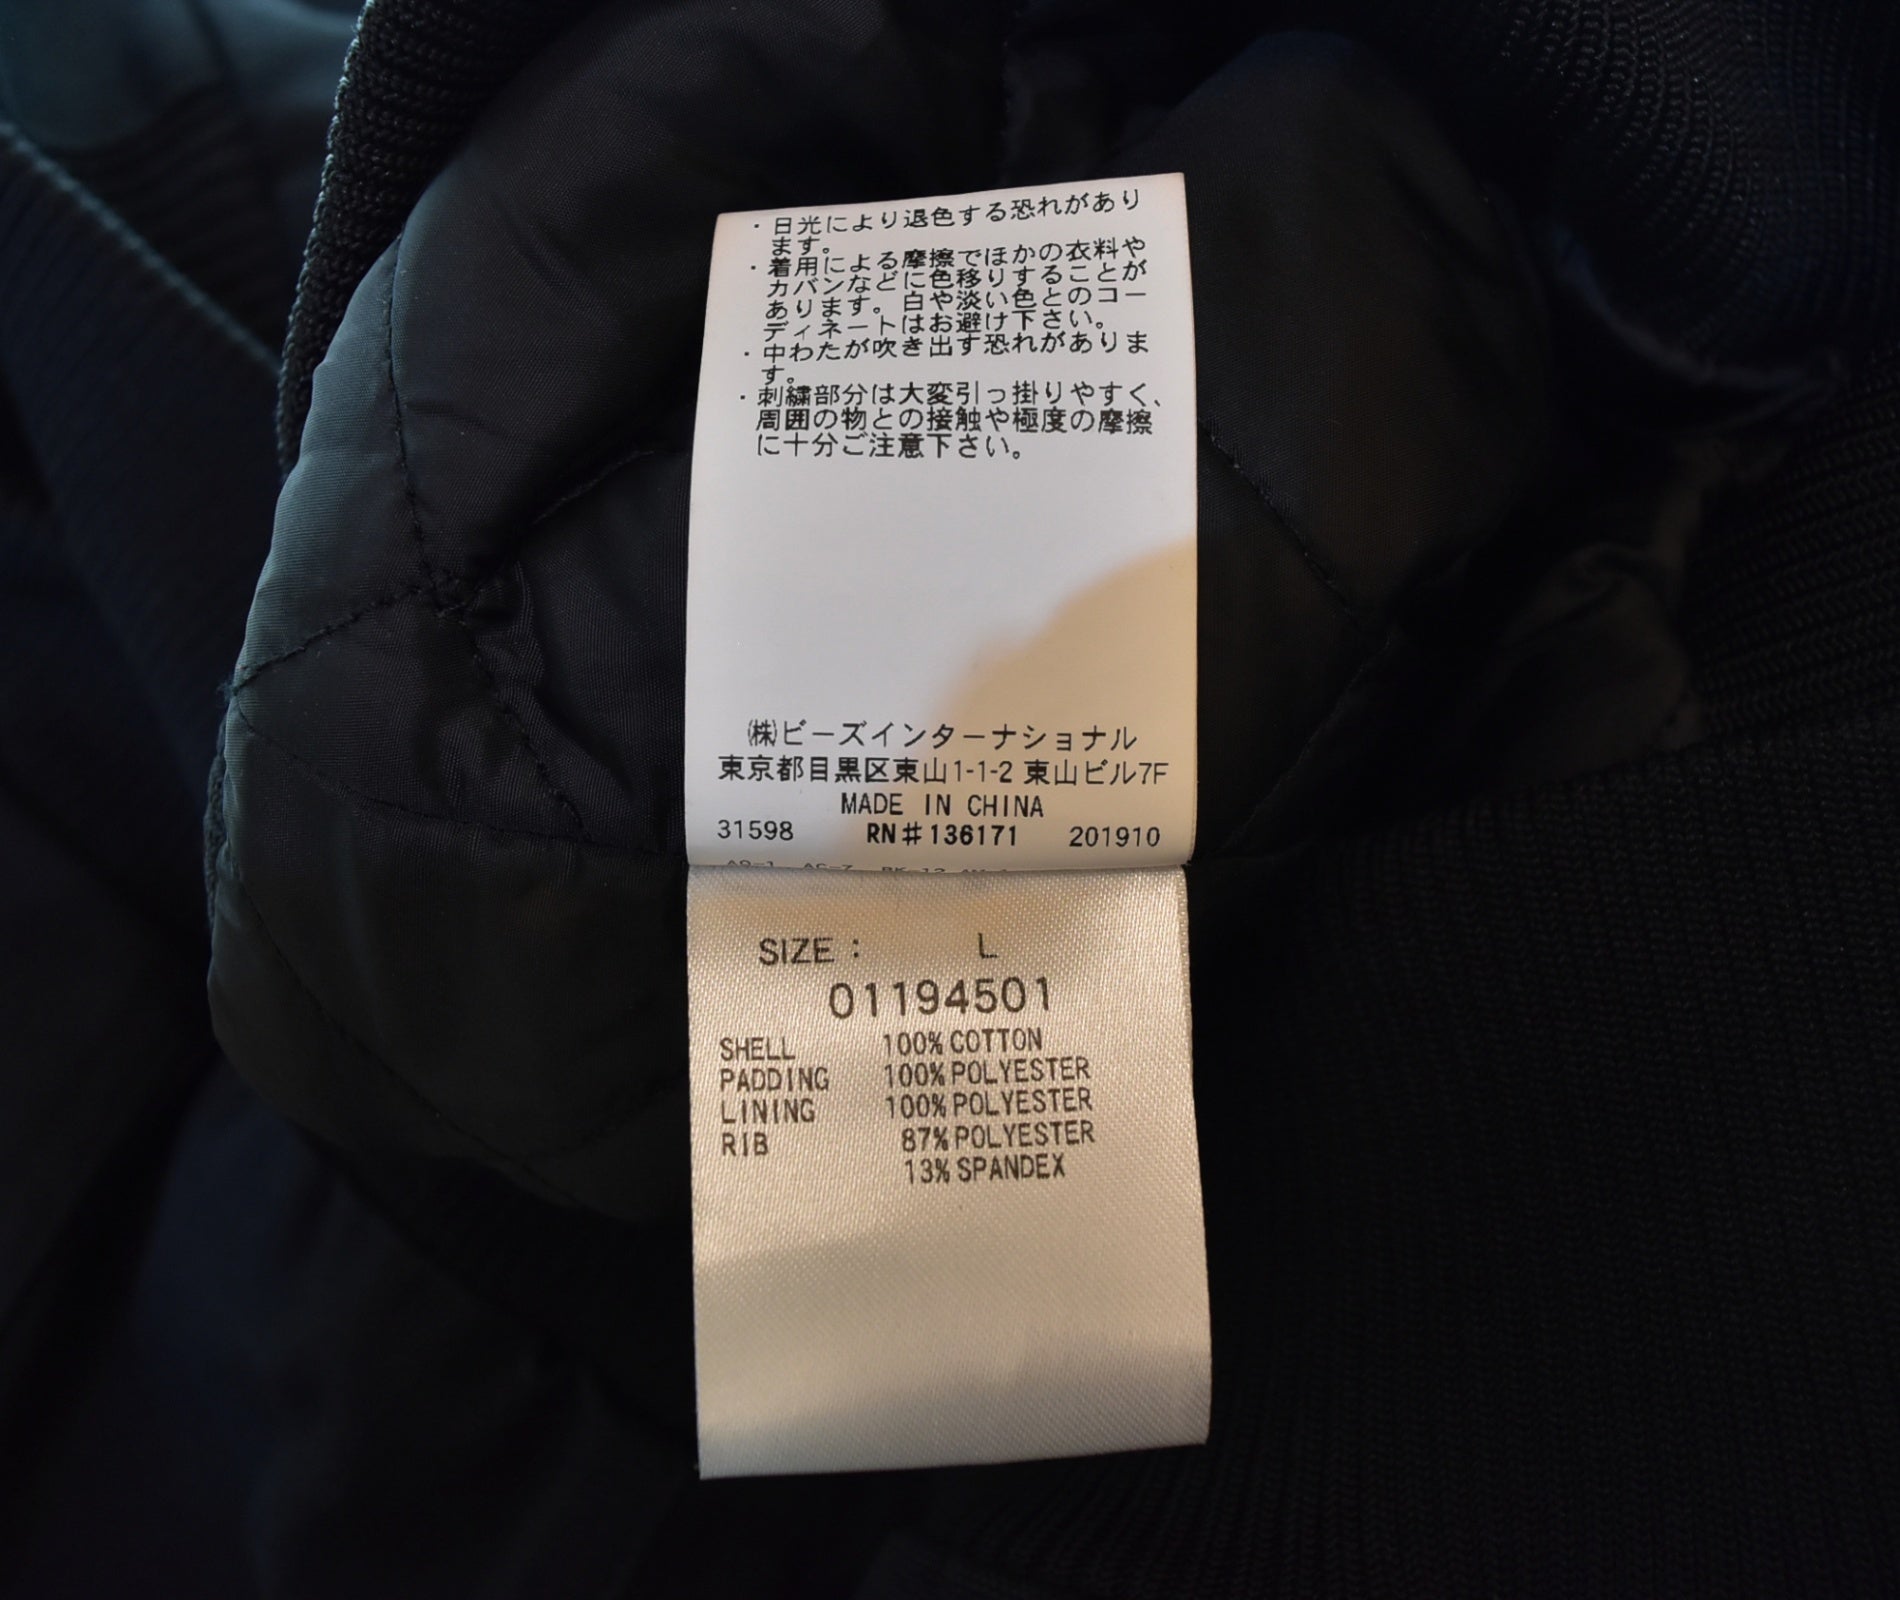 ・日光により退色する恐れがあり
ます。
・着用による摩擦でほかの衣料や
カバンなどに色移りすることが
あります。白や淡い色とのコー
ディネートはお避け下さい。
・中わたが吹き出す恐れがありま
す。
・刺繍部分は大変引っ掛りやすく、
周囲の物との接触や極度の摩擦
に十分ご注意下さい。
㈱ビーズインターナショナル
東京都目黒区東山1-1-2 東山ビル7F
MADE IN CHINA
31598 RN#136171 201910
SIZE: L
01194501
SHELL 100% COTTON
PADDING 100% POLYESTER
LINING 100% POLYESTER
RIB 87% POLYESTER
13% SPANDEX